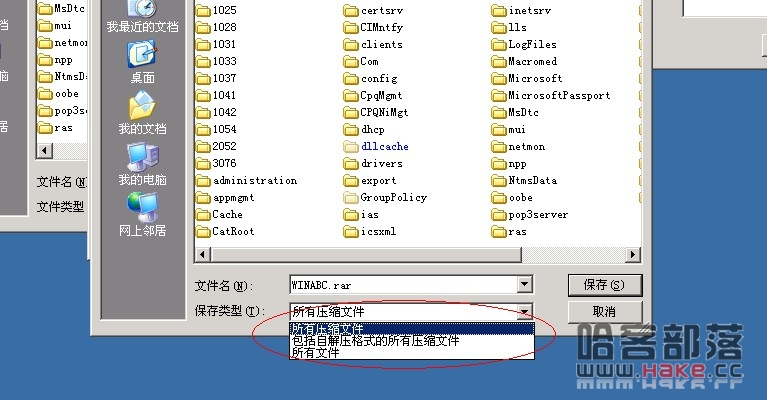 MsDtc
mui
netmon
npp
NtmsData
oobe
pop3server
ras
文件名(N
文件类型
我最近的文档
桌面
我的文档
我的电脑
网上邻居
1025
1028
1031
1033
1037
1041
1042
1054
2052
3076
administration
appmgmt
Cache
CatRoot
certsrv
CIMntfy
clients
Com
config
CpqMgmt
CPQNiMgt
dhcp
dllcache
drivers
export
GroupPolicy
ias
icsxml
inetsrv
lls
LogFiles
Macromed
Microsoft
MicrosoftPassport
MsDtc
mui
netmon
npp
NtmsData
oobe
pop3server
ras
文件名(N):
WINABC.rar
保存(S)
保存类型(T):
所有压缩文件
取消
所有压缩文件
包括自解压格式的所有压缩文件
所有文件
哈客部落
www.Hake.cc